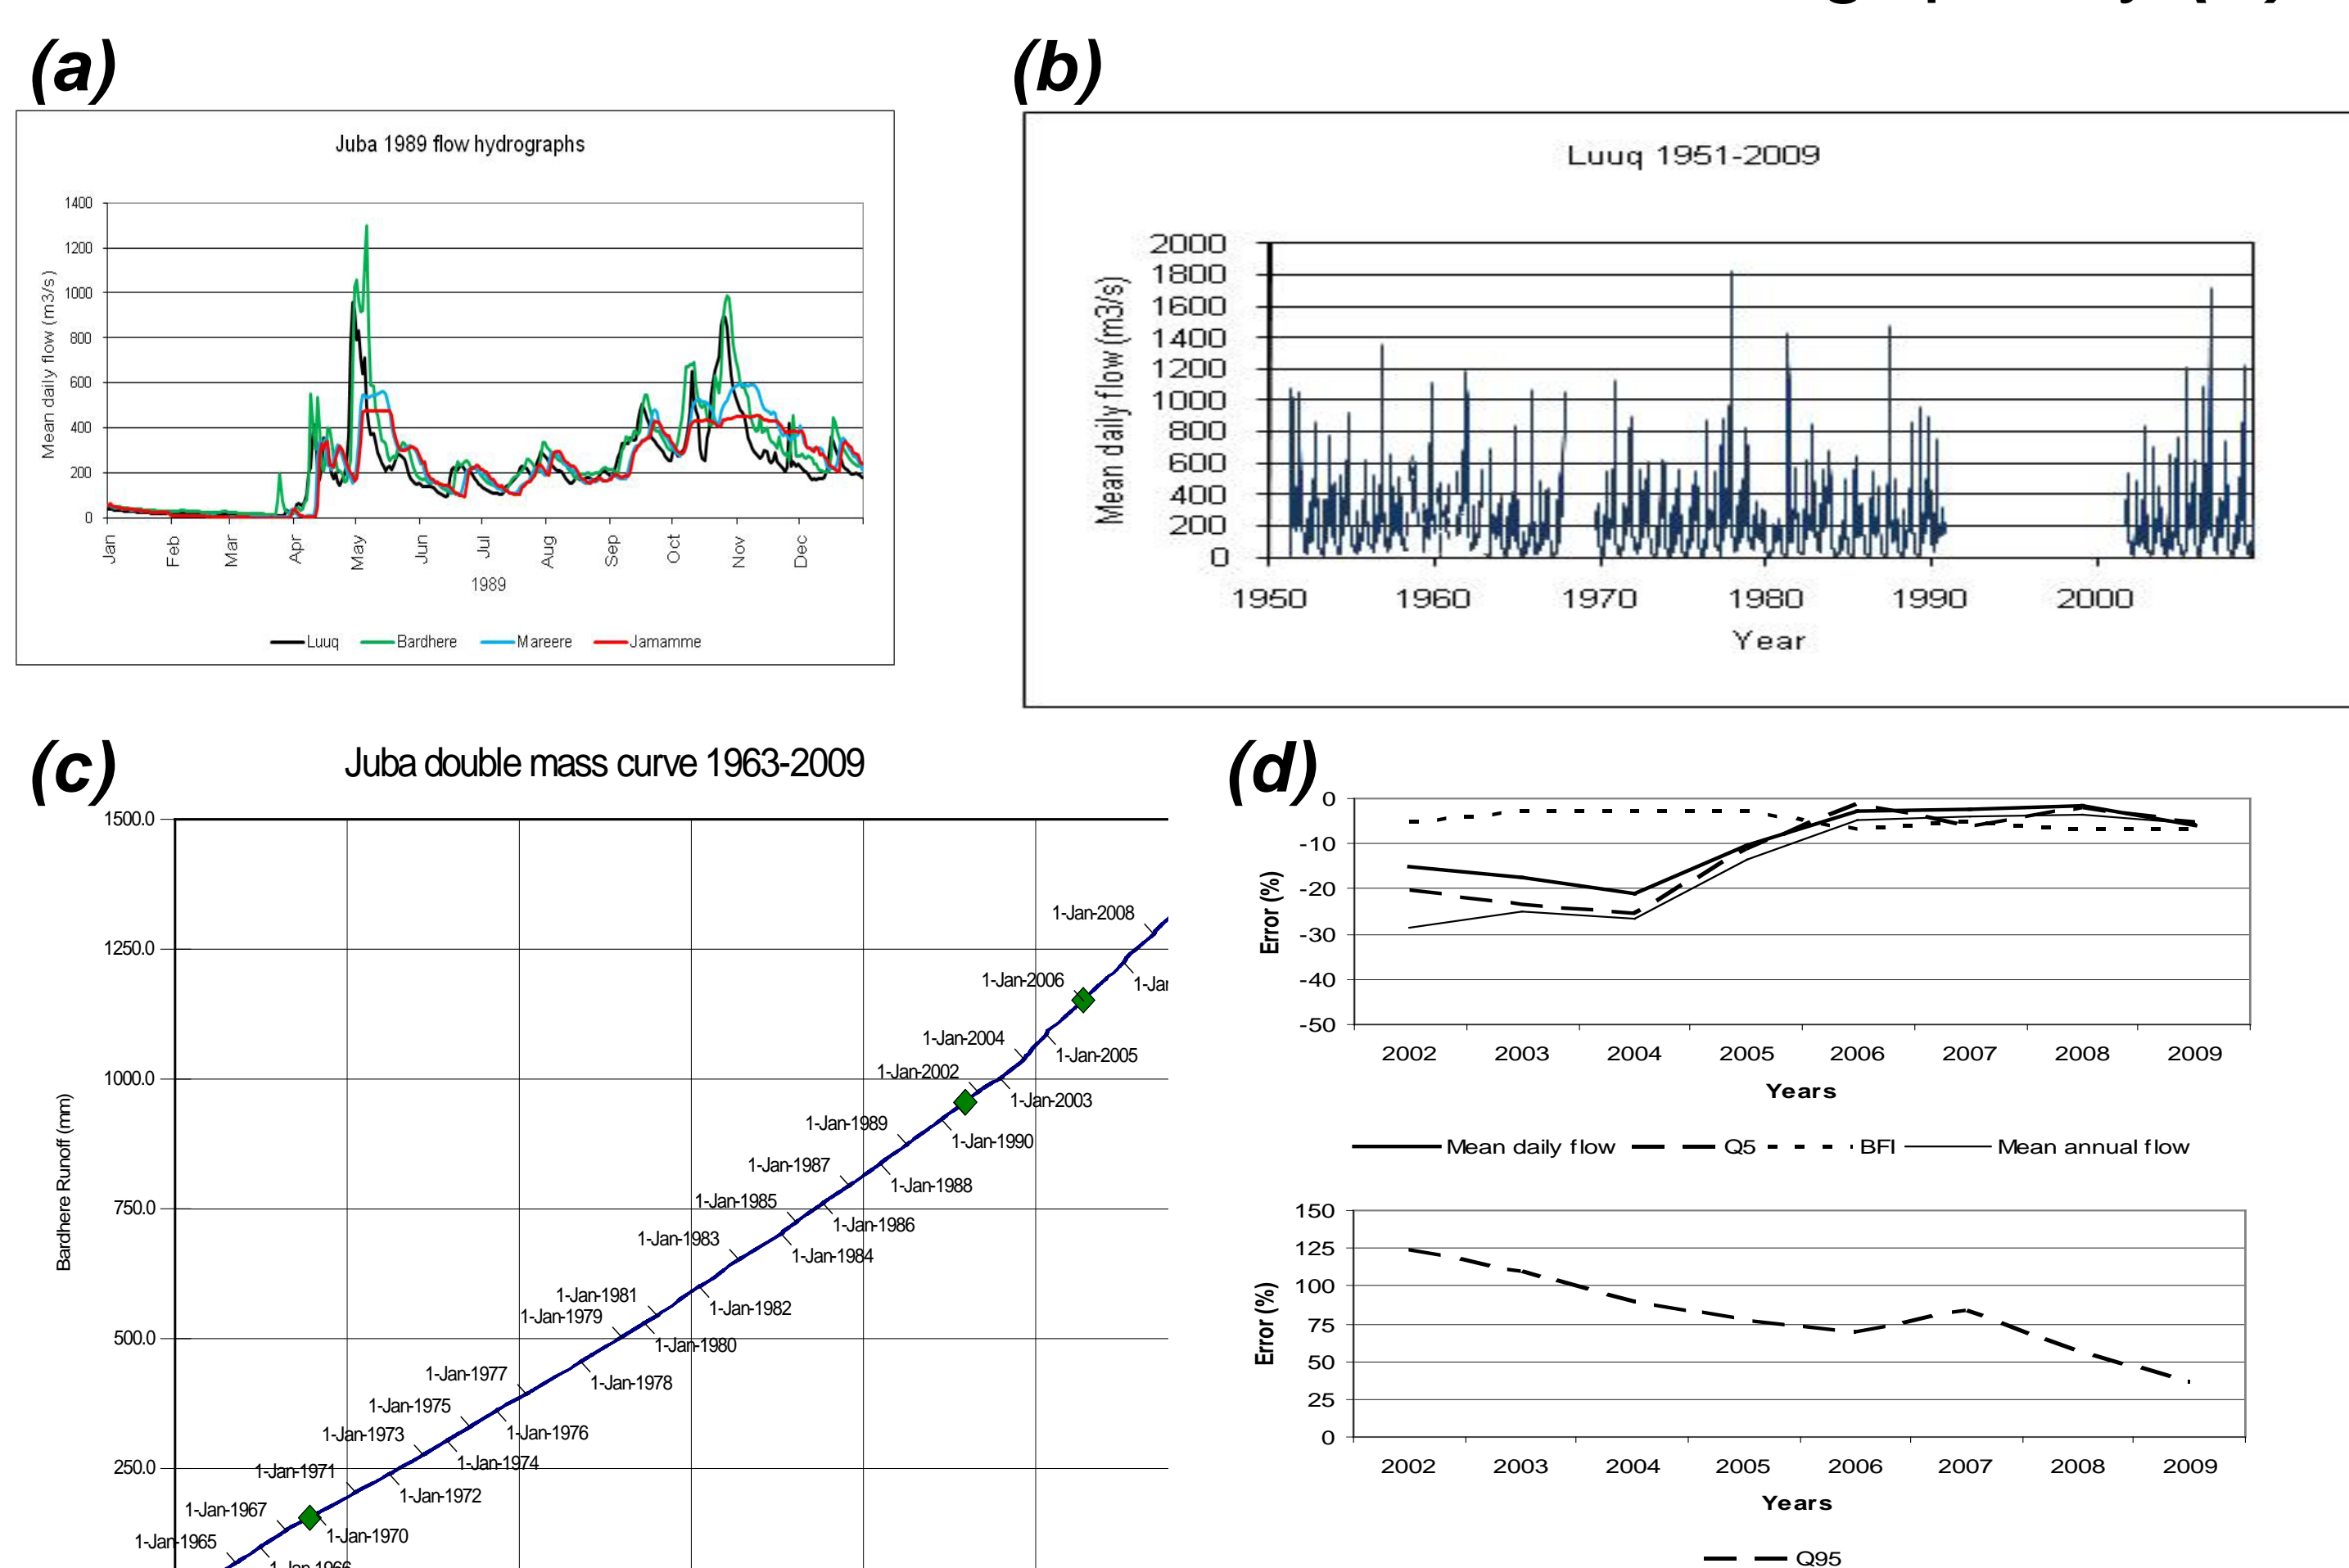 (a)
Juba 1989 flow hydrographs
Mean daily flow (m3/s)
1400
1200
1000
800
600
400
200
0
Jan Feb Mar Apr May Jun Jul Aug Sep Oct Nov Dec
1989
Luuq Bardhere Mareere Jamamme
(b)
Luuq 1951-2009
Mean daily flow (m3/s)
2000
1800
1600
1400
1200
1000
800
600
400
200
0
1950 1960 1970 1980 1990 2000
Year
(c)
Juba double mass curve 1963-2009
Bardhere Runoff (mm)
1500.0
1250.0
1000.0
750.0
500.0
250.0
1-Jan-2008
1-Jan-2006
1-Jan-2004
1-Jan-2005
1-Jan-2002
1-Jan-2003
1-Jan-1989
1-Jan-1990
1-Jan-1987
1-Jan-1988
1-Jan-1985
1-Jan-1986
1-Jan-1983
1-Jan-1984
1-Jan-1981
1-Jan-1982
1-Jan-1979
1-Jan-1980
1-Jan-1977
1-Jan-1978
1-Jan-1975
1-Jan-1976
1-Jan-1973
1-Jan-1974
1-Jan-1971
1-Jan-1972
1-Jan-1967
1-Jan-1970
1-Jan-1965
1-Jan-1966
(d)
Error (%)
0
-10
-20
-30
-40
-50
2002 2003 2004 2005 2006 2007 2008 2009
Years
Mean daily flow Q5 BFI Mean annual flow
Error (%)
150
125
100
75
50
25
0
2002 2003 2004 2005 2006 2007 2008 2009
Years
Q95